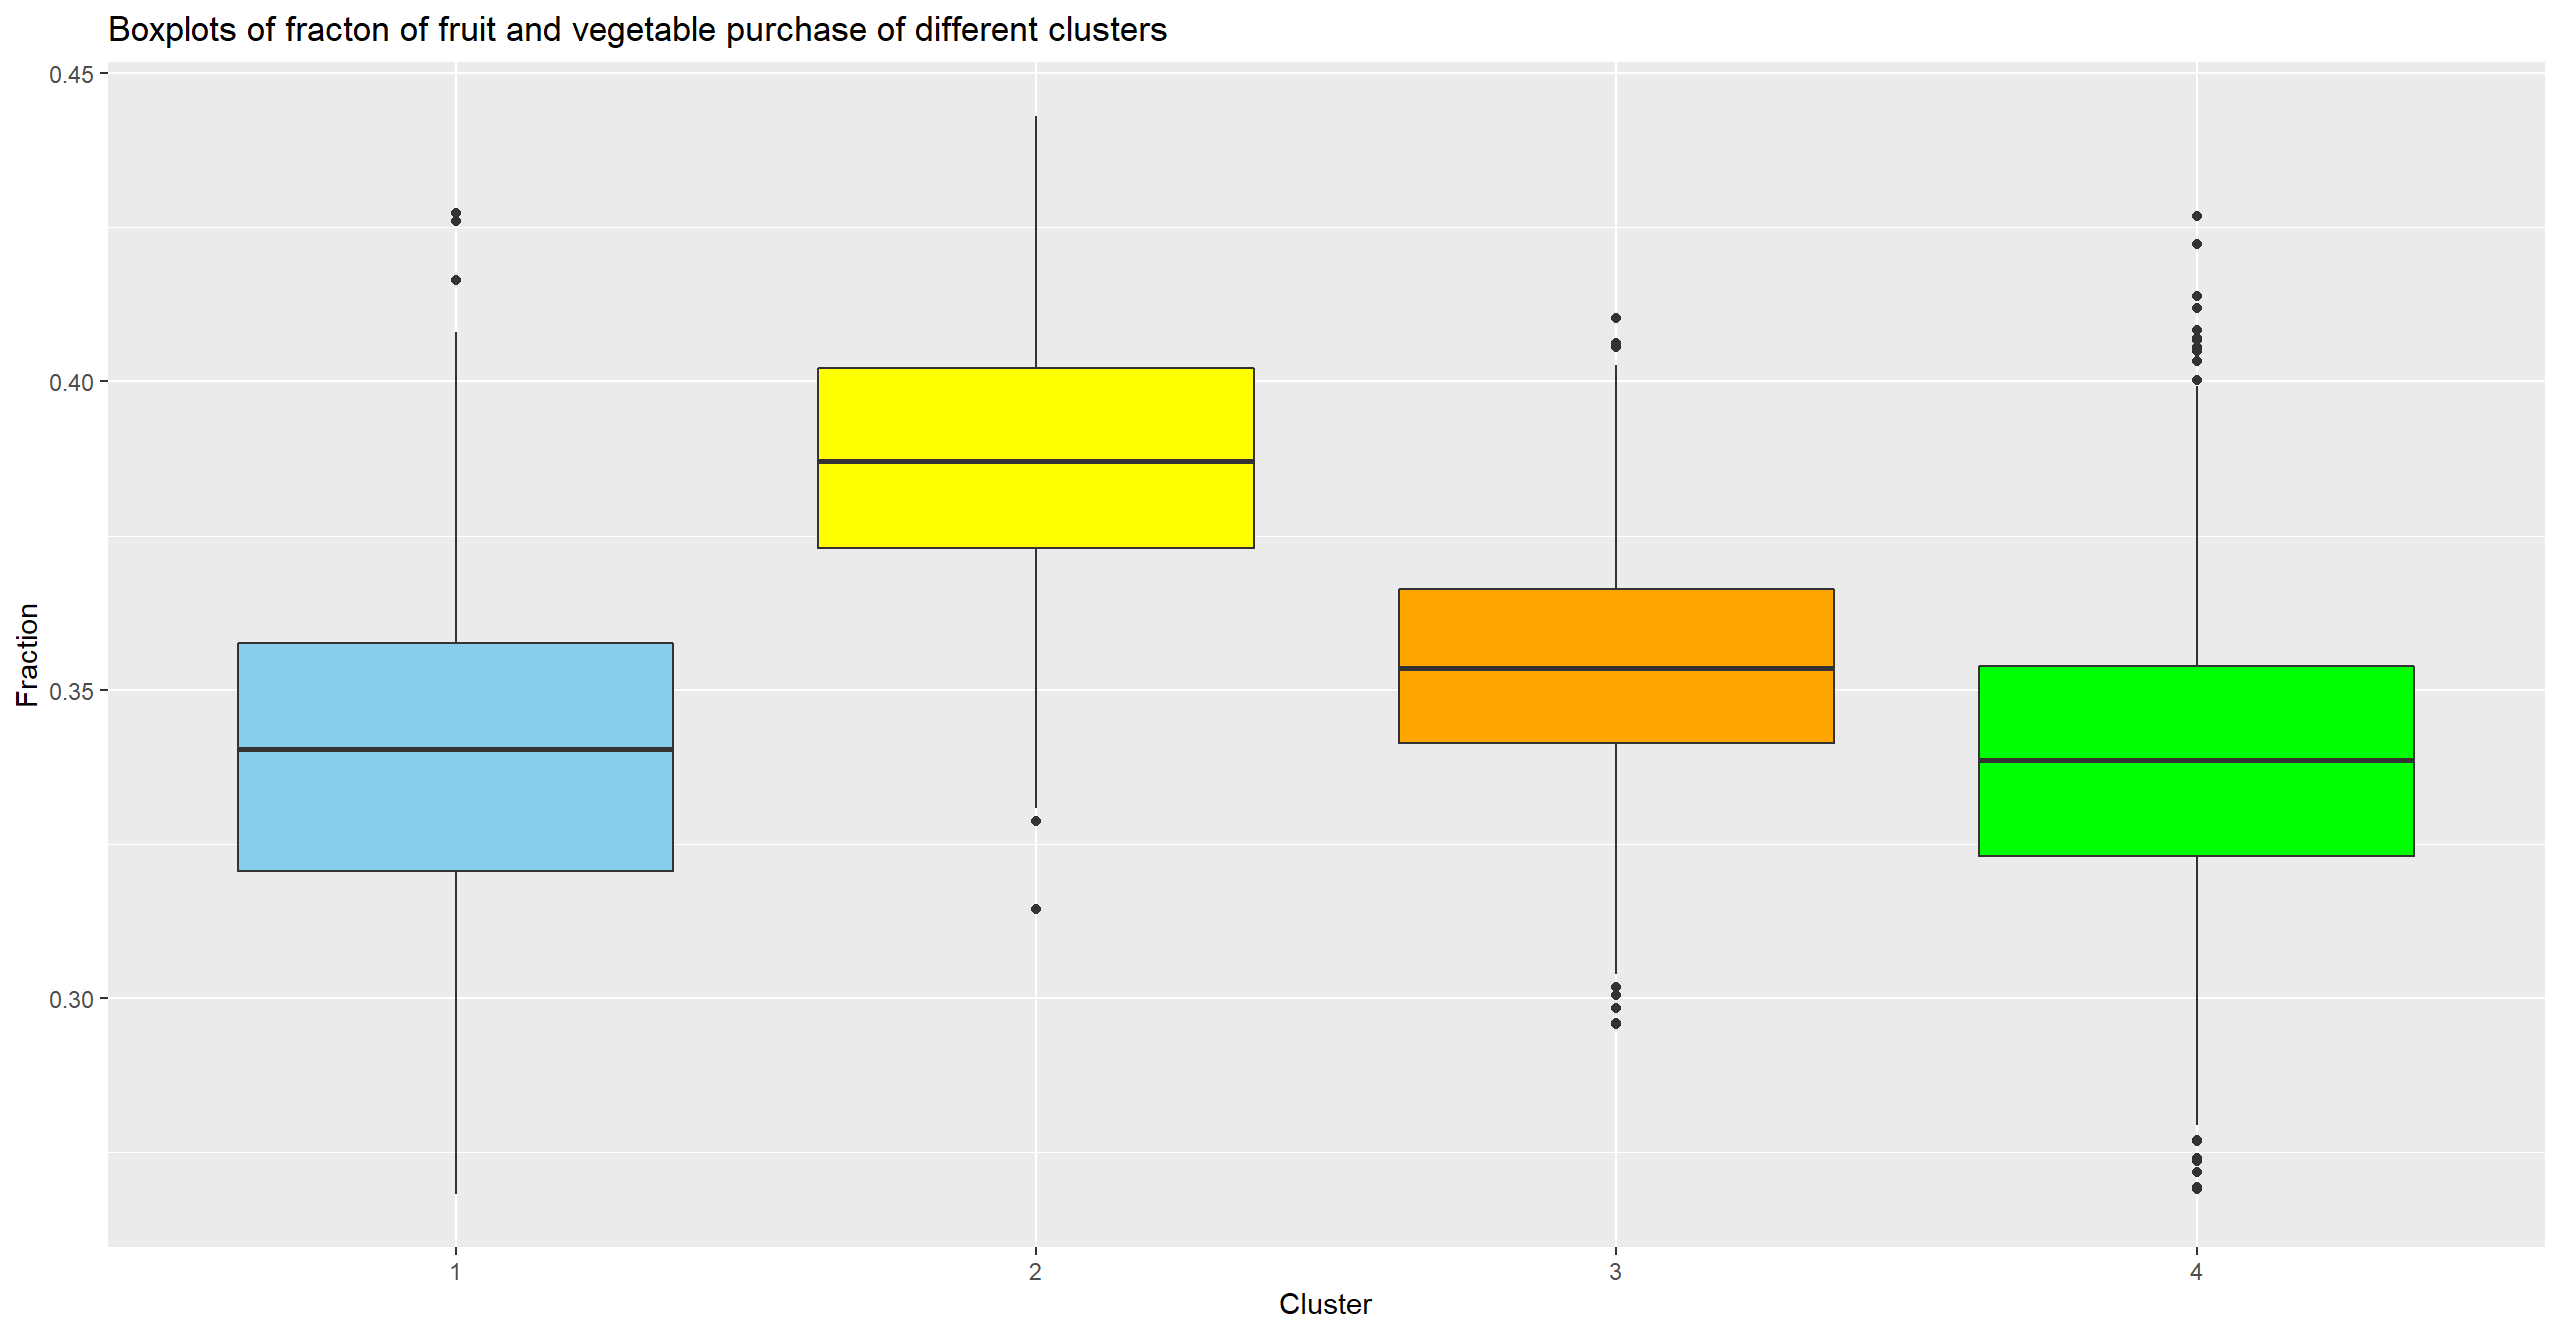 Boxplots of fracton of fruit and vegetable purchase of different clusters
0.45
0.40
0.35
0.30
Fraction
1 2 3 4
Cluster